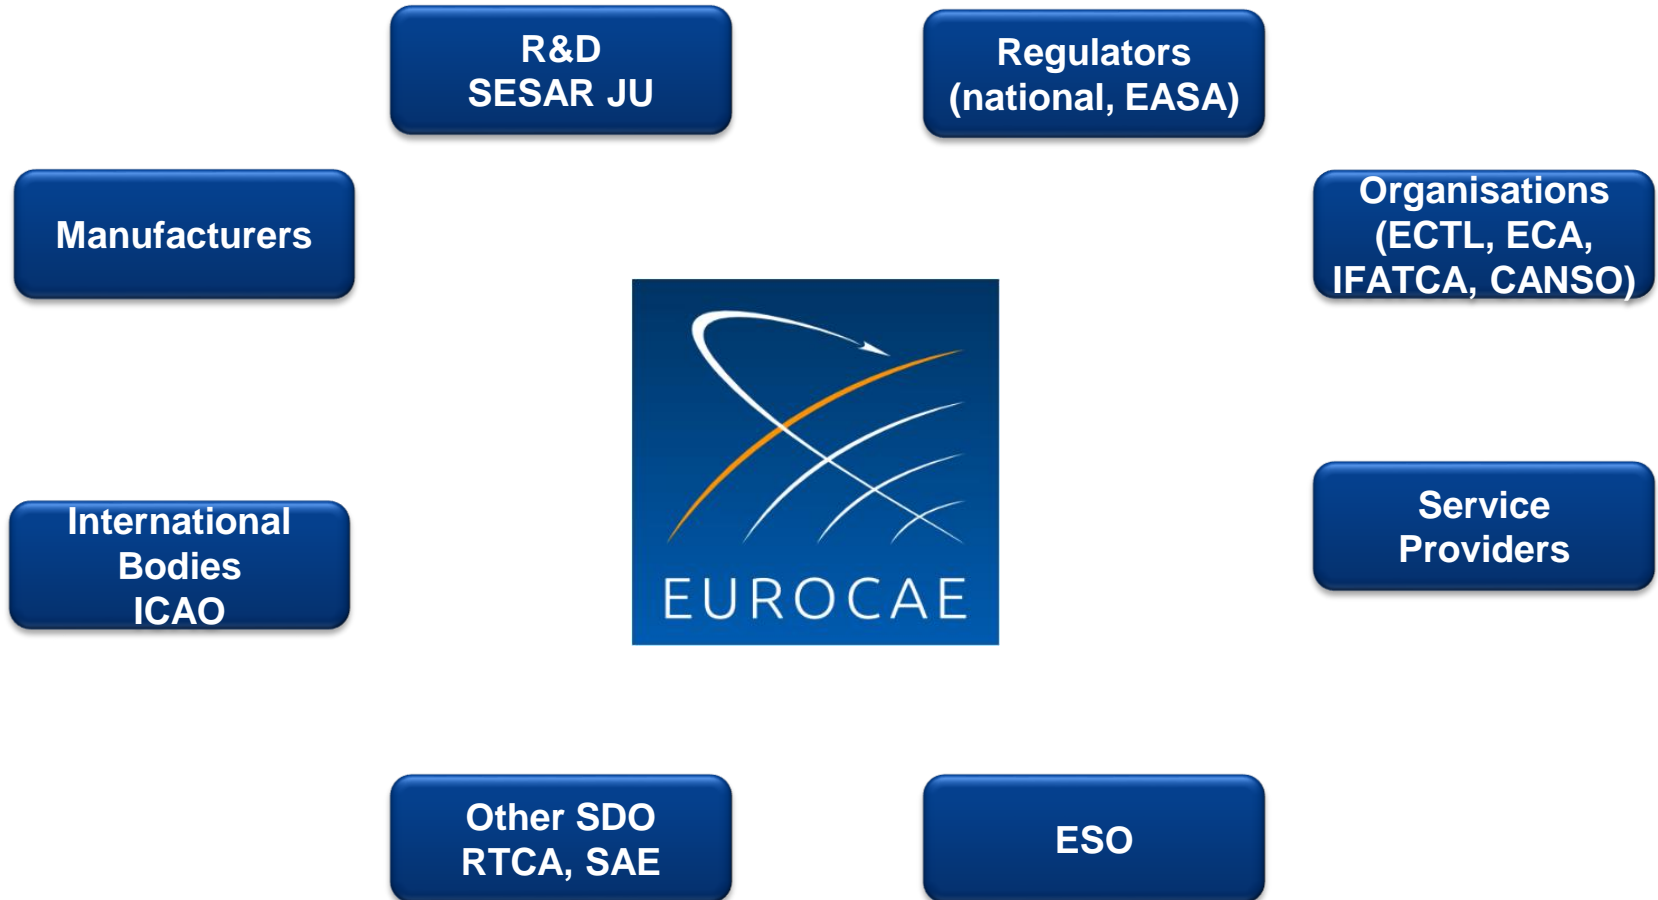 R&D
SESAR JU
Regulators
(national, EASA)
Manufacturers
Organisations
(ECTL, ECA,
IFATCA, CANSO)
EUROCAE
International
Bodies
ICAO
Service
Providers
Other SDO
RTCA, SAE
ESO